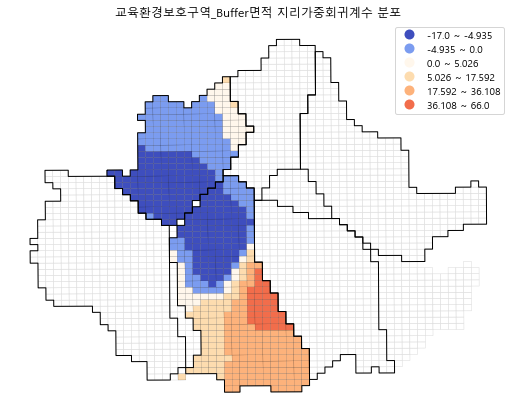 교육환경보호구역_Buffer면적 지리가중회귀계수 분포
-17.0 ~ -4.935
-4.935 ~ 0.0
0.0 ~ 5.026
5.026 ~ 17.592
17.592 ~ 36.108
36.108 ~ 66.0